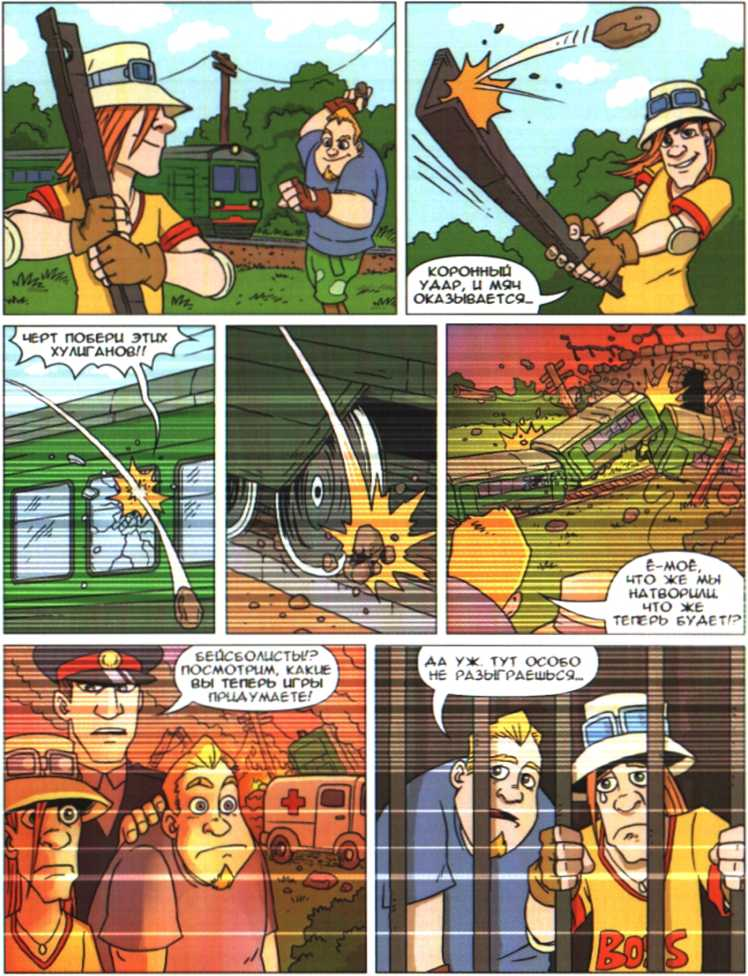 КОРОННЫЙ
УДАР, И МЯЧ
ОКАЗЫВАЕТСЯ...
ЧЕРТ ПОБЕРИ ЭТИХ
ХУЛИГАНОВ!!
Ё-МОЁ,
ЧТО ЖЕ МЫ
НАТВОРИЛИ.
ЧТО ЖЕ
ТЕПЕРЬ БУДЕТ!?
БЕЙСБОЛИСТЫ!?
ПОСМОТРИМ, КАКИЕ
ВЫ ТЕПЕРЬ ИГРЫ
ПРИДУМАЕТЕ!
ДА УЖ. ТУТ ОСОБО
НЕ РАЗЫГРАЕШЬСЯ...
BOSS